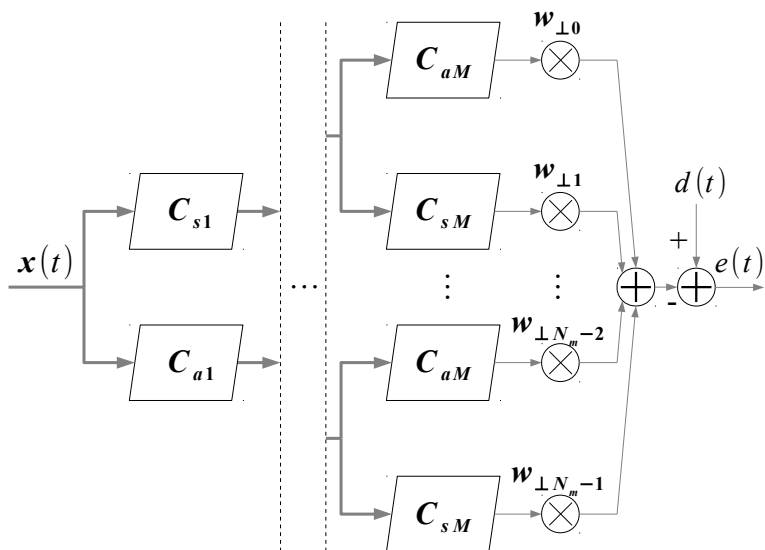 w⊥0
C_aM
w⊥1
C_s1
C_sM
d(t)
x(t)
+
e(t)
...
⋮
⋮
+
+
-
w⊥N_m−2
C_a1
C_aM
w⊥N_m−1
C_sM